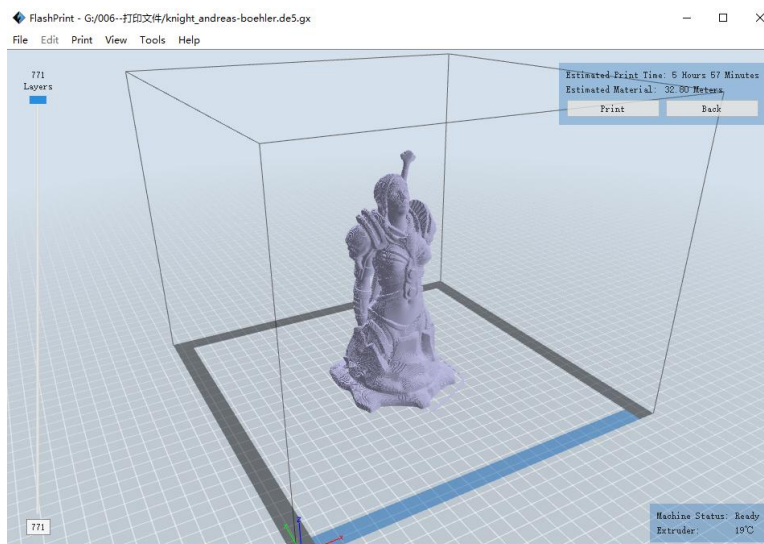 FlashPrint - G:/006--打印文件/knight_andreas-boehler.de5.gx
File Edit Print View Tools Help
771
Layers
Estimated Print Time: 5 Hours 57 Minutes
Estimated Material: 32.80 Meters
Print Back
771
Machine Status: Ready
Extruder: 19℃